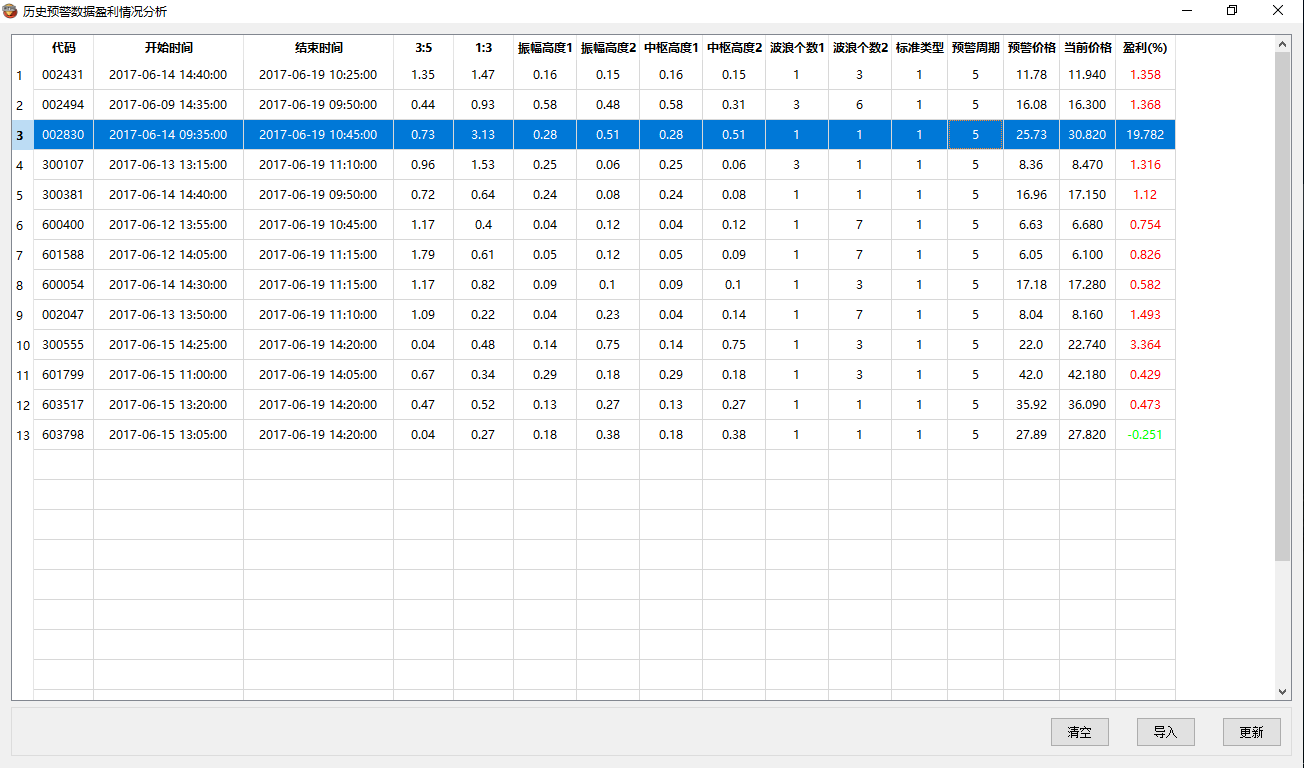 历史预警数据盈利情况分析
代码 开始时间 结束时间 3:5 1:3 振幅高度1 振幅高度2 中枢高度1 中枢高度2 波浪个数1 波浪个数2 标准类型 预警周期 预警价格 当前价格 盈利(%)
1 002431 2017-06-14 14:40:00 2017-06-19 10:25:00 1.35 1.47 0.16 0.15 0.16 0.15 1 3 1 5 11.78 11.940 1.358
2 002494 2017-06-09 14:35:00 2017-06-19 09:50:00 0.44 0.93 0.58 0.48 0.58 0.31 3 6 1 5 16.08 16.300 1.368
3 002830 2017-06-14 09:35:00 2017-06-19 10:45:00 0.73 3.13 0.28 0.51 0.28 0.51 1 1 1 5 25.73 30.820 19.782
4 300107 2017-06-13 13:15:00 2017-06-19 11:10:00 0.96 1.53 0.25 0.06 0.25 0.06 3 1 1 5 8.36 8.470 1.316
5 300381 2017-06-14 14:40:00 2017-06-19 09:50:00 0.72 0.64 0.24 0.08 0.24 0.08 1 1 1 5 16.96 17.150 1.12
6 600400 2017-06-12 13:55:00 2017-06-19 10:45:00 1.17 0.4 0.04 0.12 0.04 0.12 1 7 1 5 6.63 6.680 0.754
7 601588 2017-06-12 14:05:00 2017-06-19 11:15:00 1.79 0.61 0.05 0.12 0.05 0.09 1 7 1 5 6.05 6.100 0.826
8 600054 2017-06-14 14:30:00 2017-06-19 11:15:00 1.17 0.82 0.09 0.1 0.09 0.1 1 3 1 5 17.18 17.280 0.582
9 002047 2017-06-13 13:50:00 2017-06-19 11:10:00 1.09 0.22 0.04 0.23 0.04 0.14 1 7 1 5 8.04 8.160 1.493
10 300555 2017-06-15 14:25:00 2017-06-19 14:20:00 0.04 0.48 0.14 0.75 0.14 0.75 1 3 1 5 22.0 22.740 3.364
11 601799 2017-06-15 11:00:00 2017-06-19 14:05:00 0.67 0.34 0.29 0.18 0.29 0.18 1 3 1 5 42.0 42.180 0.429
12 603517 2017-06-15 13:20:00 2017-06-19 14:20:00 0.47 0.52 0.13 0.27 0.13 0.27 1 1 1 5 35.92 36.090 0.473
13 603798 2017-06-15 13:05:00 2017-06-19 14:20:00 0.04 0.27 0.18 0.38 0.18 0.38 1 1 1 5 27.89 27.820 -0.251
清空 导入 更新